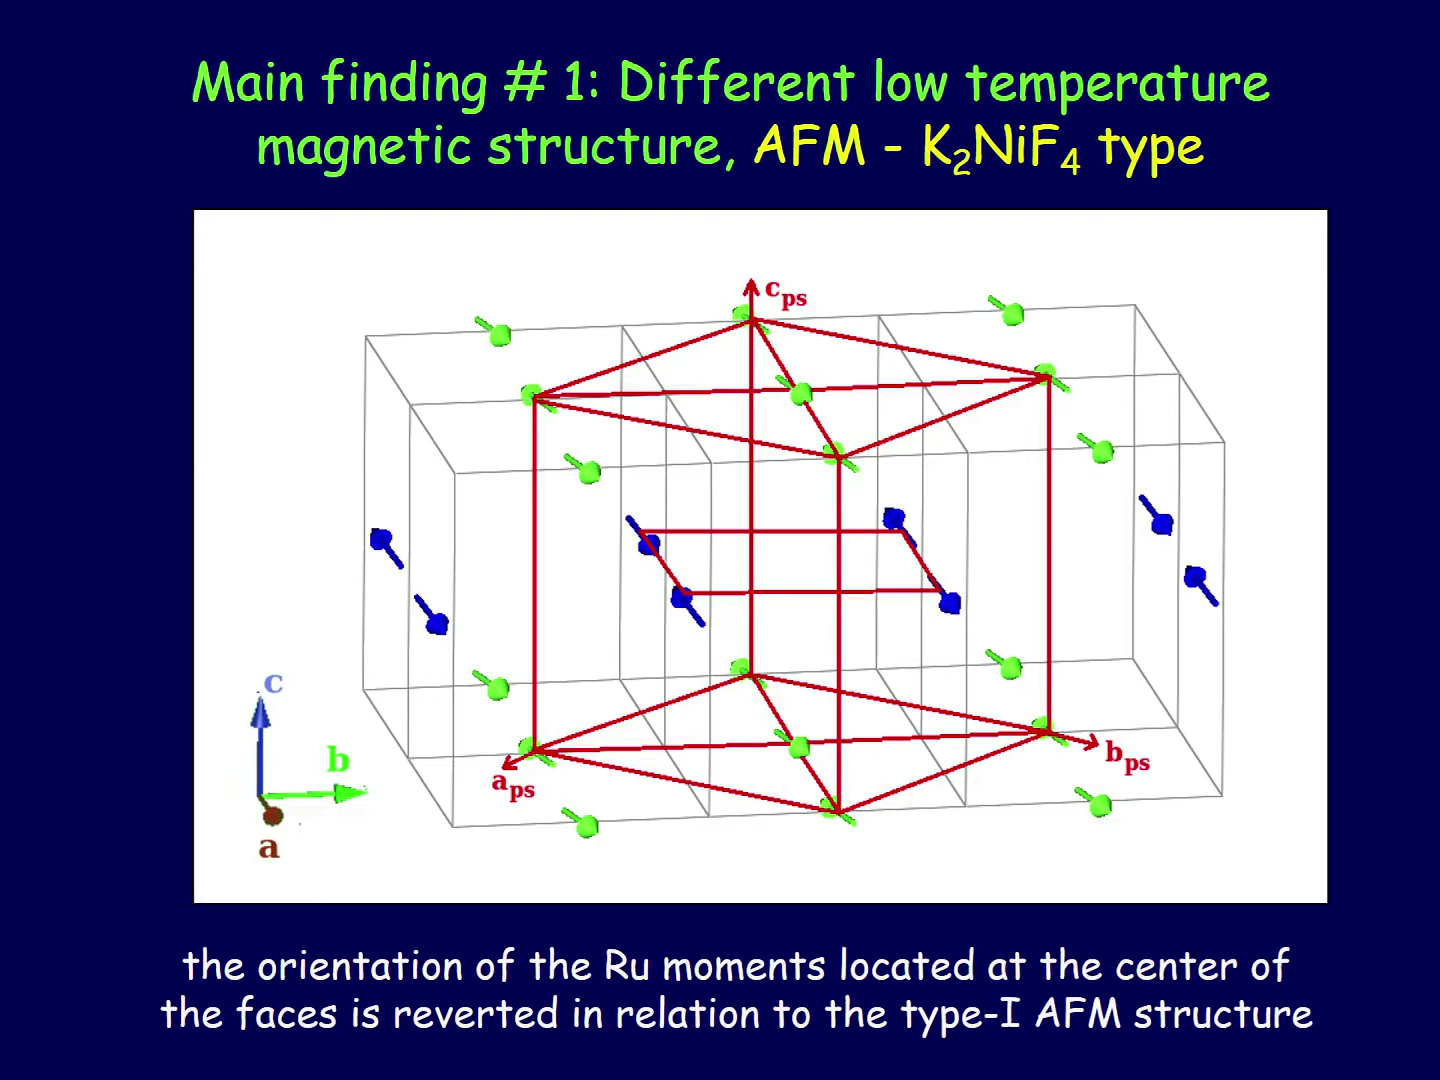 Main finding # 1: Different low temperature
magnetic structure, AFM - K₂NiF₄ type
cps
aps
bps
c
b
a
the orientation of the Ru moments located at the center of
the faces is reverted in relation to the type-I AFM structure